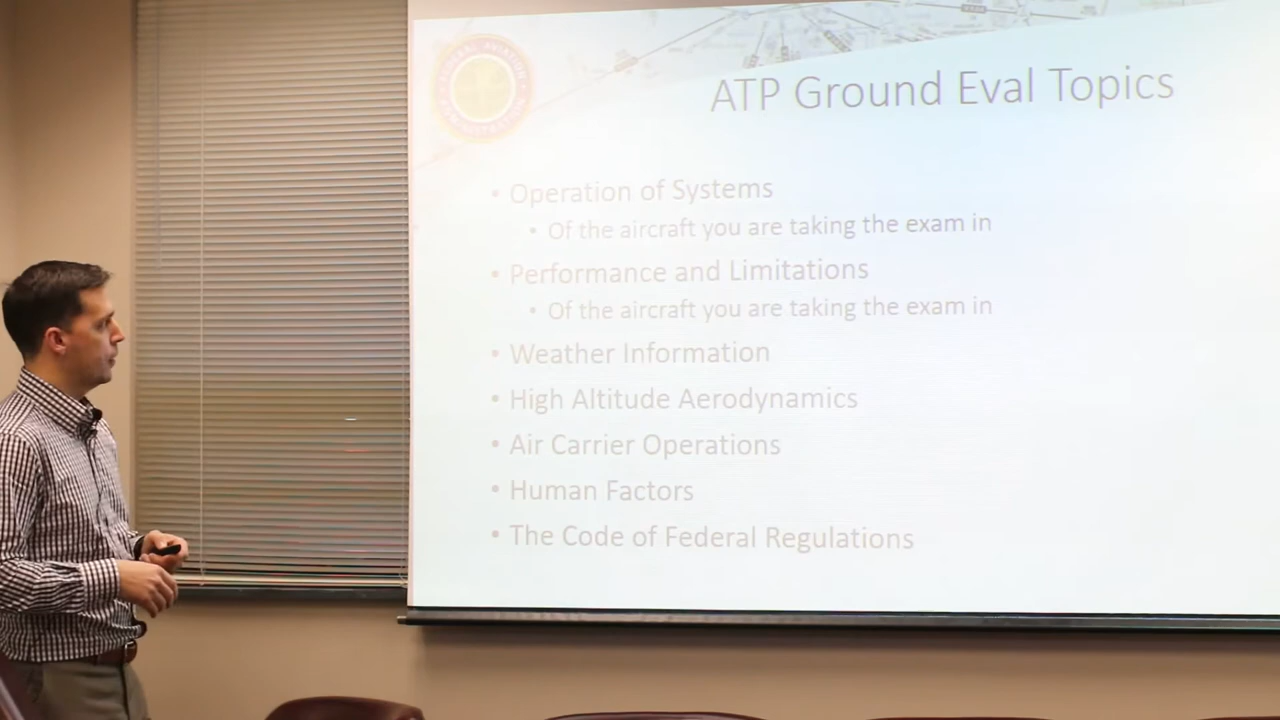 ATP Ground Eval Topics
• Operation of Systems
• Of the aircraft you are taking the exam in
• Performance and Limitations
• Of the aircraft you are taking the exam in
• Weather Information
• High Altitude Aerodynamics
• Air Carrier Operations
• Human Factors
• The Code of Federal Regulations